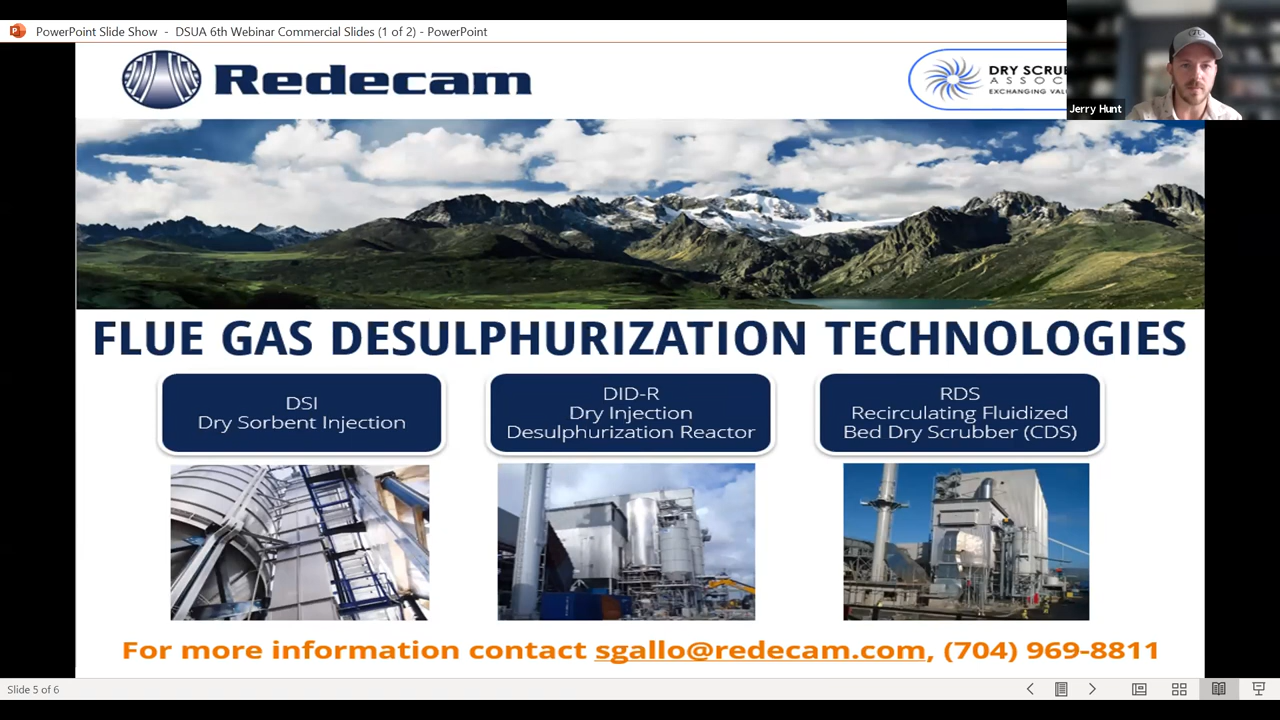 PowerPoint Slide Show - DSUA 6th Webinar Commercial Slides (1 of 2) - PowerPoint
Redecam
DRY SCRU
ASSOC
EXCHANGING VAL
Jerry Hunt
FLUE GAS DESULPHURIZATION TECHNOLOGIES
DSI
Dry Sorbent Injection
DID-R
Dry Injection
Desulphurization Reactor
RDS
Recirculating Fluidized
Bed Dry Scrubber (CDS)
For more information contact sgallo@redecam.com, (704) 969-8811
Slide 5 of 6